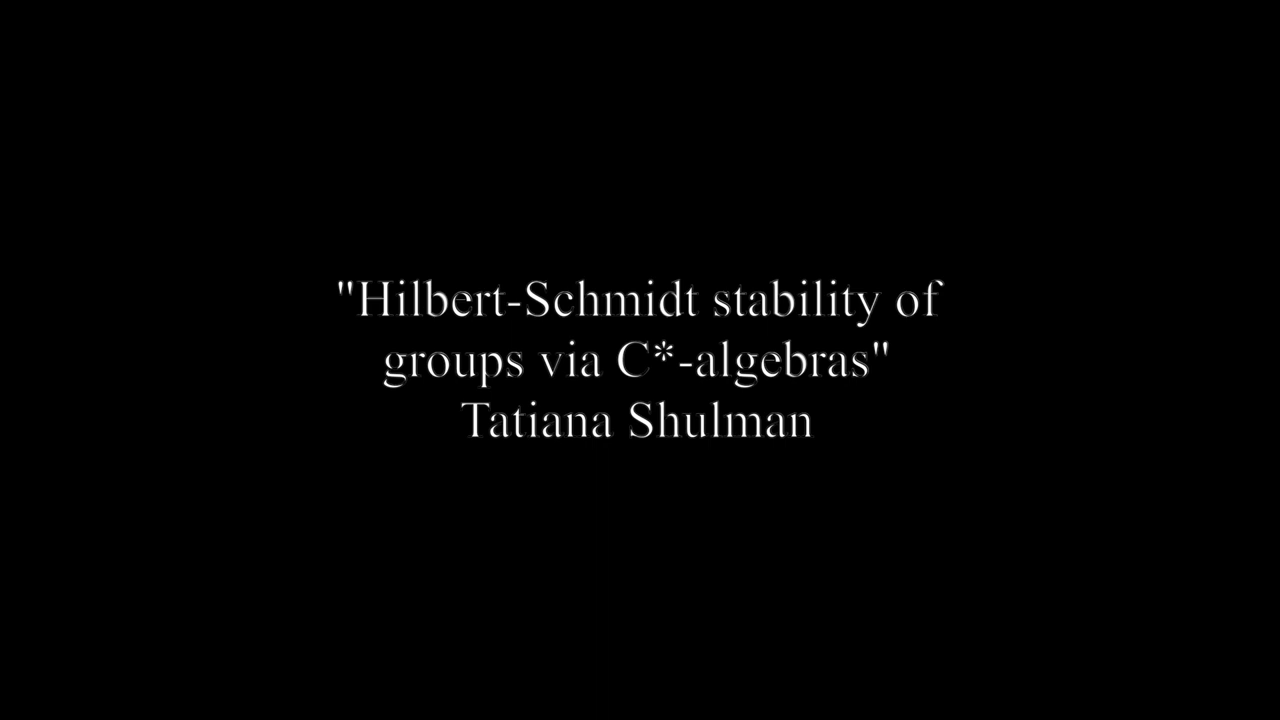 "Hilbert-Schmidt stability of
groups via C*-algebras"
Tatiana Shulman